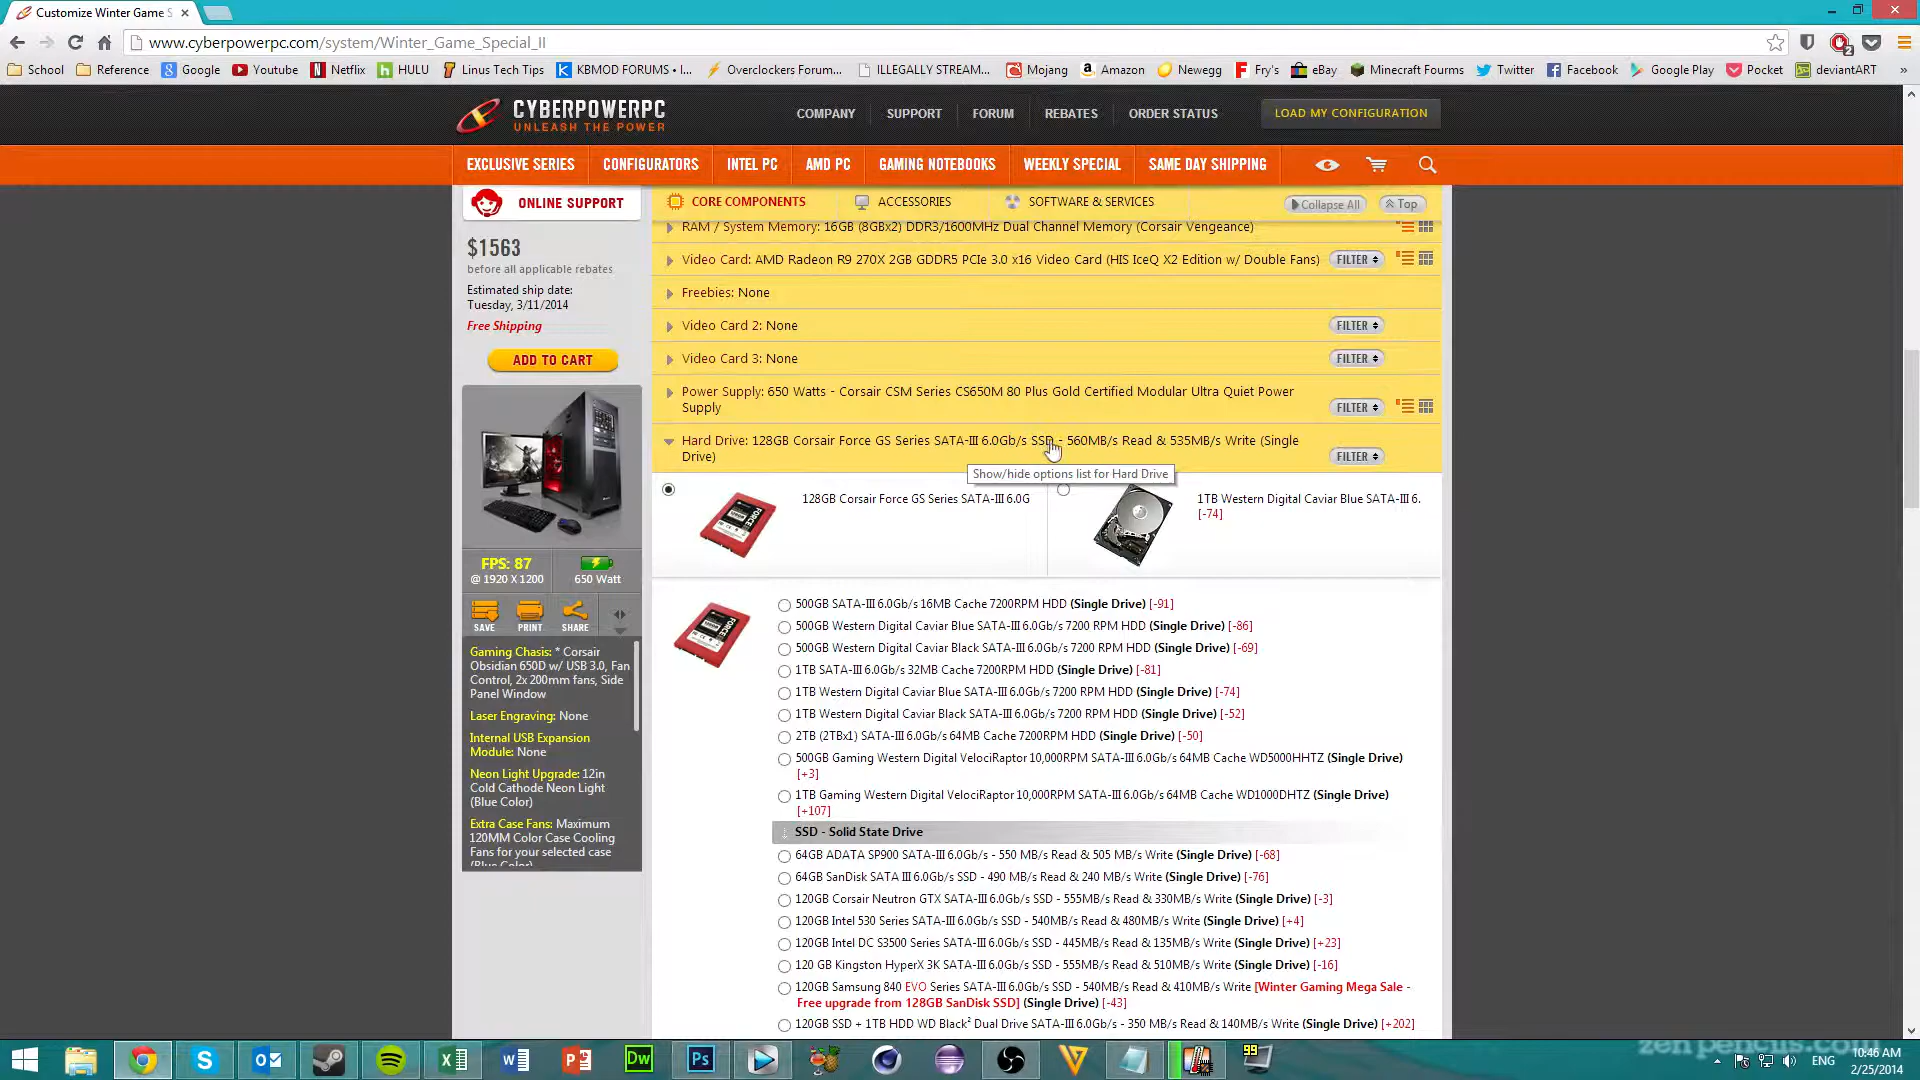 Customize Winter Game S
www.cyberpowerpc.com/system/Winter_Game_Special_II
School
Reference
Google
Youtube
Netflix
HULU
Linus Tech Tips
KBMOD FORUMS • I...
Overclockers Forum...
ILLEGALLY STREAM...
Mojang
Amazon
Newegg
Fry's
eBay
Minecraft Fourms
Twitter
Facebook
Google Play
Pocket
deviantART
»
CYBERPOWERPC
UNLEASH THE POWER
COMPANY
SUPPORT
FORUM
REBATES
ORDER STATUS
LOAD MY CONFIGURATION
EXCLUSIVE SERIES
CONFIGURATORS
INTEL PC
AMD PC
GAMING NOTEBOOKS
WEEKLY SPECIAL
SAME DAY SHIPPING
ONLINE SUPPORT
CORE COMPONENTS
ACCESSORIES
SOFTWARE & SERVICES
Collapse All
Top
$1563
before all applicable rebates
Estimated ship date:
Tuesday, 3/11/2014
Free Shipping
ADD TO CART
FPS: 87
@ 1920 X 1200
650 Watt
SAVE
PRINT
SHARE
Gaming Chasis: * Corsair
Obsidian 650D w/ USB 3.0, Fan
Control, 2x 200mm fans, Side
Panel Window
Laser Engraving: None
Internal USB Expansion
Module: None
Neon Light Upgrade: 12in
Cold Cathode Neon Light
(Blue Color)
Extra Case Fans: Maximum
120MM Color Case Cooling
Fans for your selected case
(Blue Color)
RAM / System Memory: 16GB (8GBx2) DDR3/1600MHz Dual Channel Memory (Corsair Vengeance)
Video Card: AMD Radeon R9 270X 2GB GDDR5 PCIe 3.0 x16 Video Card (HIS IceQ X2 Edition w/ Double Fans)
FILTER
Freebies: None
Video Card 2: None
FILTER
Video Card 3: None
FILTER
Power Supply: 650 Watts - Corsair CSM Series CS650M 80 Plus Gold Certified Modular Ultra Quiet Power
Supply
FILTER
Hard Drive: 128GB Corsair Force GS Series SATA-III 6.0Gb/s SSD - 560MB/s Read & 535MB/s Write (Single
Drive)
FILTER
Show/hide options list for Hard Drive
128GB Corsair Force GS Series SATA-III 6.0G
1TB Western Digital Caviar Blue SATA-III 6.
[-74]
500GB SATA-III 6.0Gb/s 16MB Cache 7200RPM HDD (Single Drive) [-91]
500GB Western Digital Caviar Blue SATA-III 6.0Gb/s 7200 RPM HDD (Single Drive) [-86]
500GB Western Digital Caviar Black SATA-III 6.0Gb/s 7200 RPM HDD (Single Drive) [-69]
1TB SATA-III 6.0Gb/s 32MB Cache 7200RPM HDD (Single Drive) [-81]
1TB Western Digital Caviar Blue SATA-III 6.0Gb/s 7200 RPM HDD (Single Drive) [-74]
1TB Western Digital Caviar Black SATA-III 6.0Gb/s 7200 RPM HDD (Single Drive) [-52]
2TB (2TBx1) SATA-III 6.0Gb/s 64MB Cache 7200RPM HDD (Single Drive) [-50]
500GB Gaming Western Digital VelociRaptor 10,000RPM SATA-III 6.0Gb/s 64MB Cache WD5000HHTZ (Single Drive)
[+3]
1TB Gaming Western Digital VelociRaptor 10,000RPM SATA-III 6.0Gb/s 64MB Cache WD1000DHTZ (Single Drive)
[+107]
SSD - Solid State Drive
64GB ADATA SP900 SATA-III 6.0Gb/s - 550 MB/s Read & 505 MB/s Write (Single Drive) [-68]
64GB SanDisk SATA III 6.0Gb/s SSD - 490 MB/s Read & 240 MB/s Write (Single Drive) [-76]
120GB Corsair Neutron GTX SATA-III 6.0Gb/s SSD - 555MB/s Read & 330MB/s Write (Single Drive) [-3]
120GB Intel 530 Series SATA-III 6.0Gb/s SSD - 540MB/s Read & 480MB/s Write (Single Drive) [+4]
120GB Intel DC S3500 Series SATA-III 6.0Gb/s SSD - 445MB/s Read & 135MB/s Write (Single Drive) [+23]
120 GB Kingston HyperX 3K SATA-III 6.0Gb/s SSD - 555MB/s Read & 510MB/s Write (Single Drive) [-16]
120GB Samsung 840 EVO Series SATA-III 6.0Gb/s SSD - 540MB/s Read & 410MB/s Write [Winter Gaming Mega Sale -
Free upgrade from 128GB SanDisk SSD] (Single Drive) [-43]
120GB SSD + 1TB HDD WD Black² Dual Drive SATA-III 6.0Gb/s - 350 MB/s Read & 140MB/s Write (Single Drive) [+202]
99
ENG
10:46 AM
2/25/2014